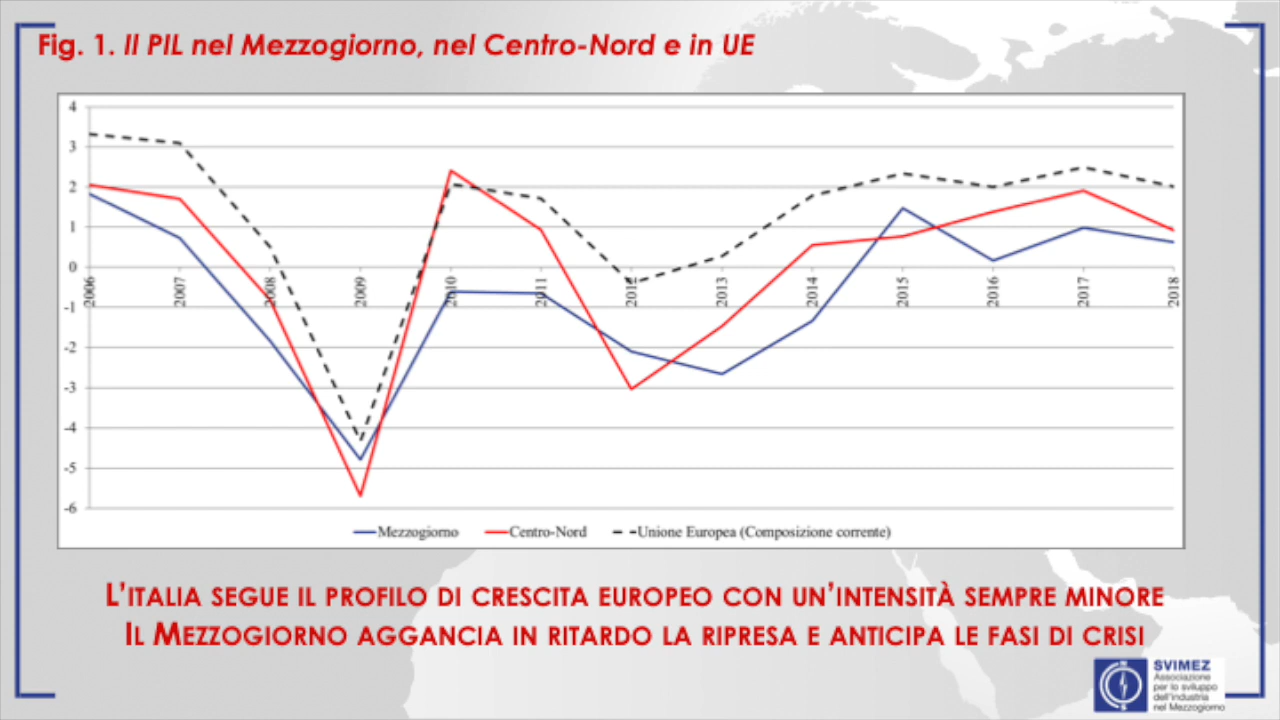 Fig. 1. Il PIL nel Mezzogiorno, nel Centro-Nord e in UE
4
3
2
1
0
-1
-2
-3
-4
-5
-6
2006 2007 2008 2009 2010 2011 2012 2013 2014 2015 2016 2017 2018
Mezzogiorno Centro-Nord Unione Europea (Composizione corrente)
L'ITALIA SEGUE IL PROFILO DI CRESCITA EUROPEO CON UN'INTENSITÀ SEMPRE MINORE
IL MEZZOGIORNO AGGANCIA IN RITARDO LA RIPRESA E ANTICIPA LE FASI DI CRISI
SVIMEZ
Associazione
per lo sviluppo
dell'industria
nel Mezzogiorno